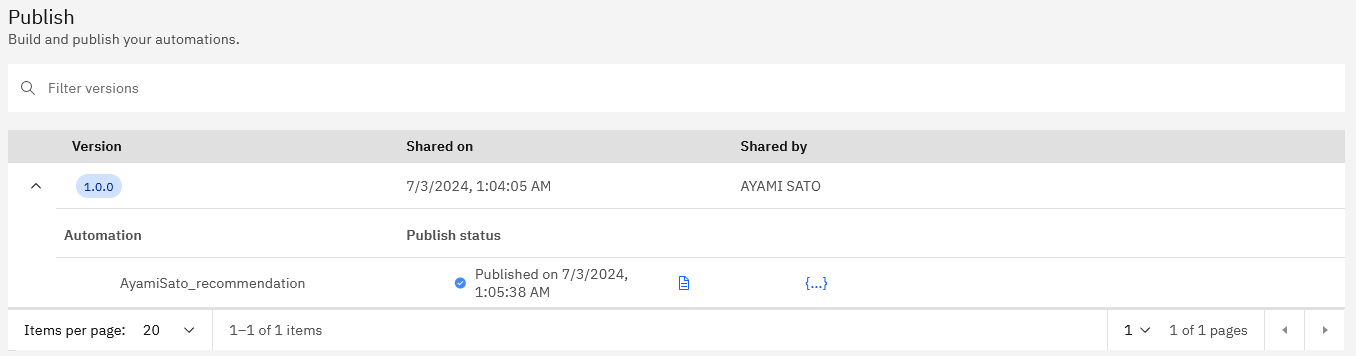 Publish
Build and publish your automations.
Filter versions
Version Shared on Shared by
1.0.0 7/3/2024, 1:04:05 AM AYAMI SATO
Automation Publish status
AyamiSato_recommendation Published on 7/3/2024, 1:05:38 AM {...}
Items per page: 20 1–1 of 1 items 1 1 of 1 pages